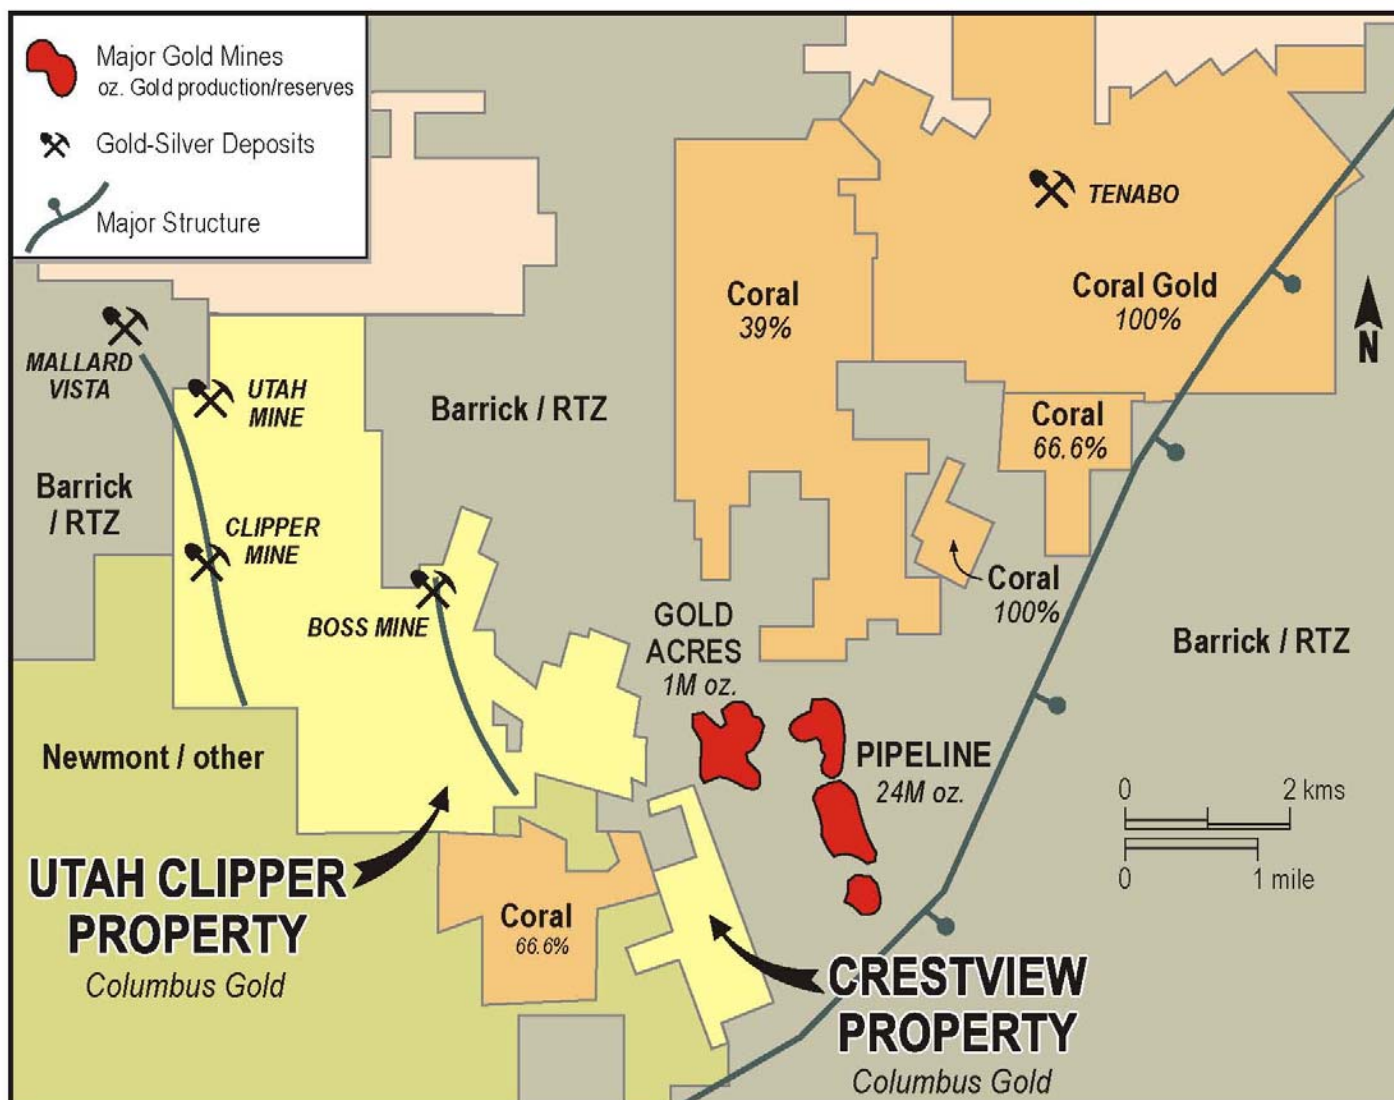 Major Gold Mines
oz. Gold production/reserves
Gold-Silver Deposits
Major Structure
TENABO
Coral
39%
Coral Gold
100%
N
MALLARD
VISTA
UTAH
MINE
Barrick / RTZ
Coral
66.6%
Barrick
/ RTZ
CLIPPER
MINE
BOSS MINE
Coral
100%
GOLD
ACRES
1M oz.
Barrick / RTZ
Newmont / other
PIPELINE
24M oz.
0 2 kms
0 1 mile
UTAH CLIPPER
PROPERTY
Columbus Gold
Coral
66.6%
CRESTVIEW
PROPERTY
Columbus Gold